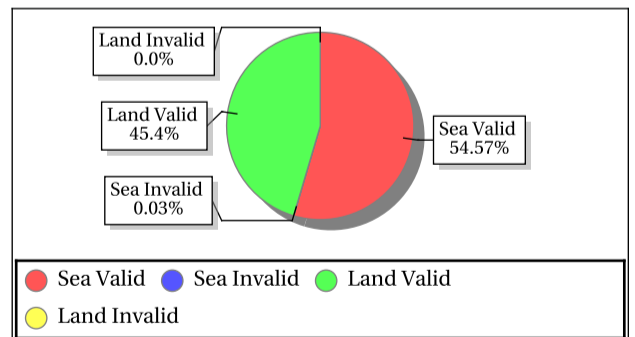 Land Invalid
0.0%
Land Valid
45.4%
Sea Valid
54.57%
Sea Invalid
0.03%
Sea Valid Sea Invalid Land Valid
Land Invalid